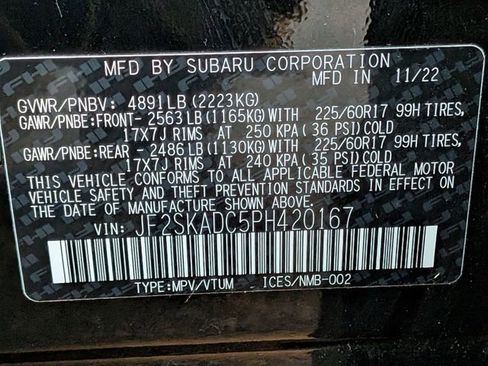 MFD BY SUBARU CORPORATION
MFD IN 11/22
GVWR/PNBV: 4891LB (2223KG)
GAWR/PNBE:FRONT- 2563LB (1165KG)WITH 225/60R17 99H TIRES,
17X7J RIMS AT 250 KPA (36 PSI)COLD
GAWR/PNBE:REAR - 2486LB (1130KG)WITH 225/60R17 99H TIRES,
17X7J RIMS AT 240 KPA (35 PSI)COLD
THIS VEHICLE CONFORMS TO ALL APPLICABLE FEDERAL MOTOR
VEHICLE SAFETY AND THEFT PREVENTION STANDARDS IN EFFECT
ON THE DATE OF MANUFACTURE SHOWN ABOVE.
VIN: JF2SKADC5PH420167
TYPE:MPV/VTUM ICES/NMB-002